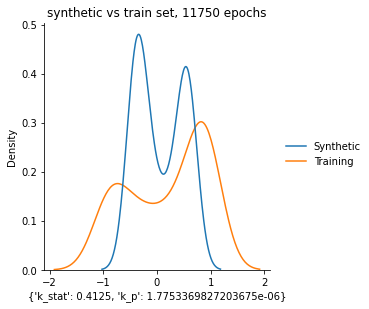 synthetic vs train set, 11750 epochs
0.5
0.4
0.3
0.2
0.1
0.0
Density
−2
−1
0
1
2
{'k_stat': 0.4125, 'k_p': 1.7753369827203675e-06}
Synthetic
Training